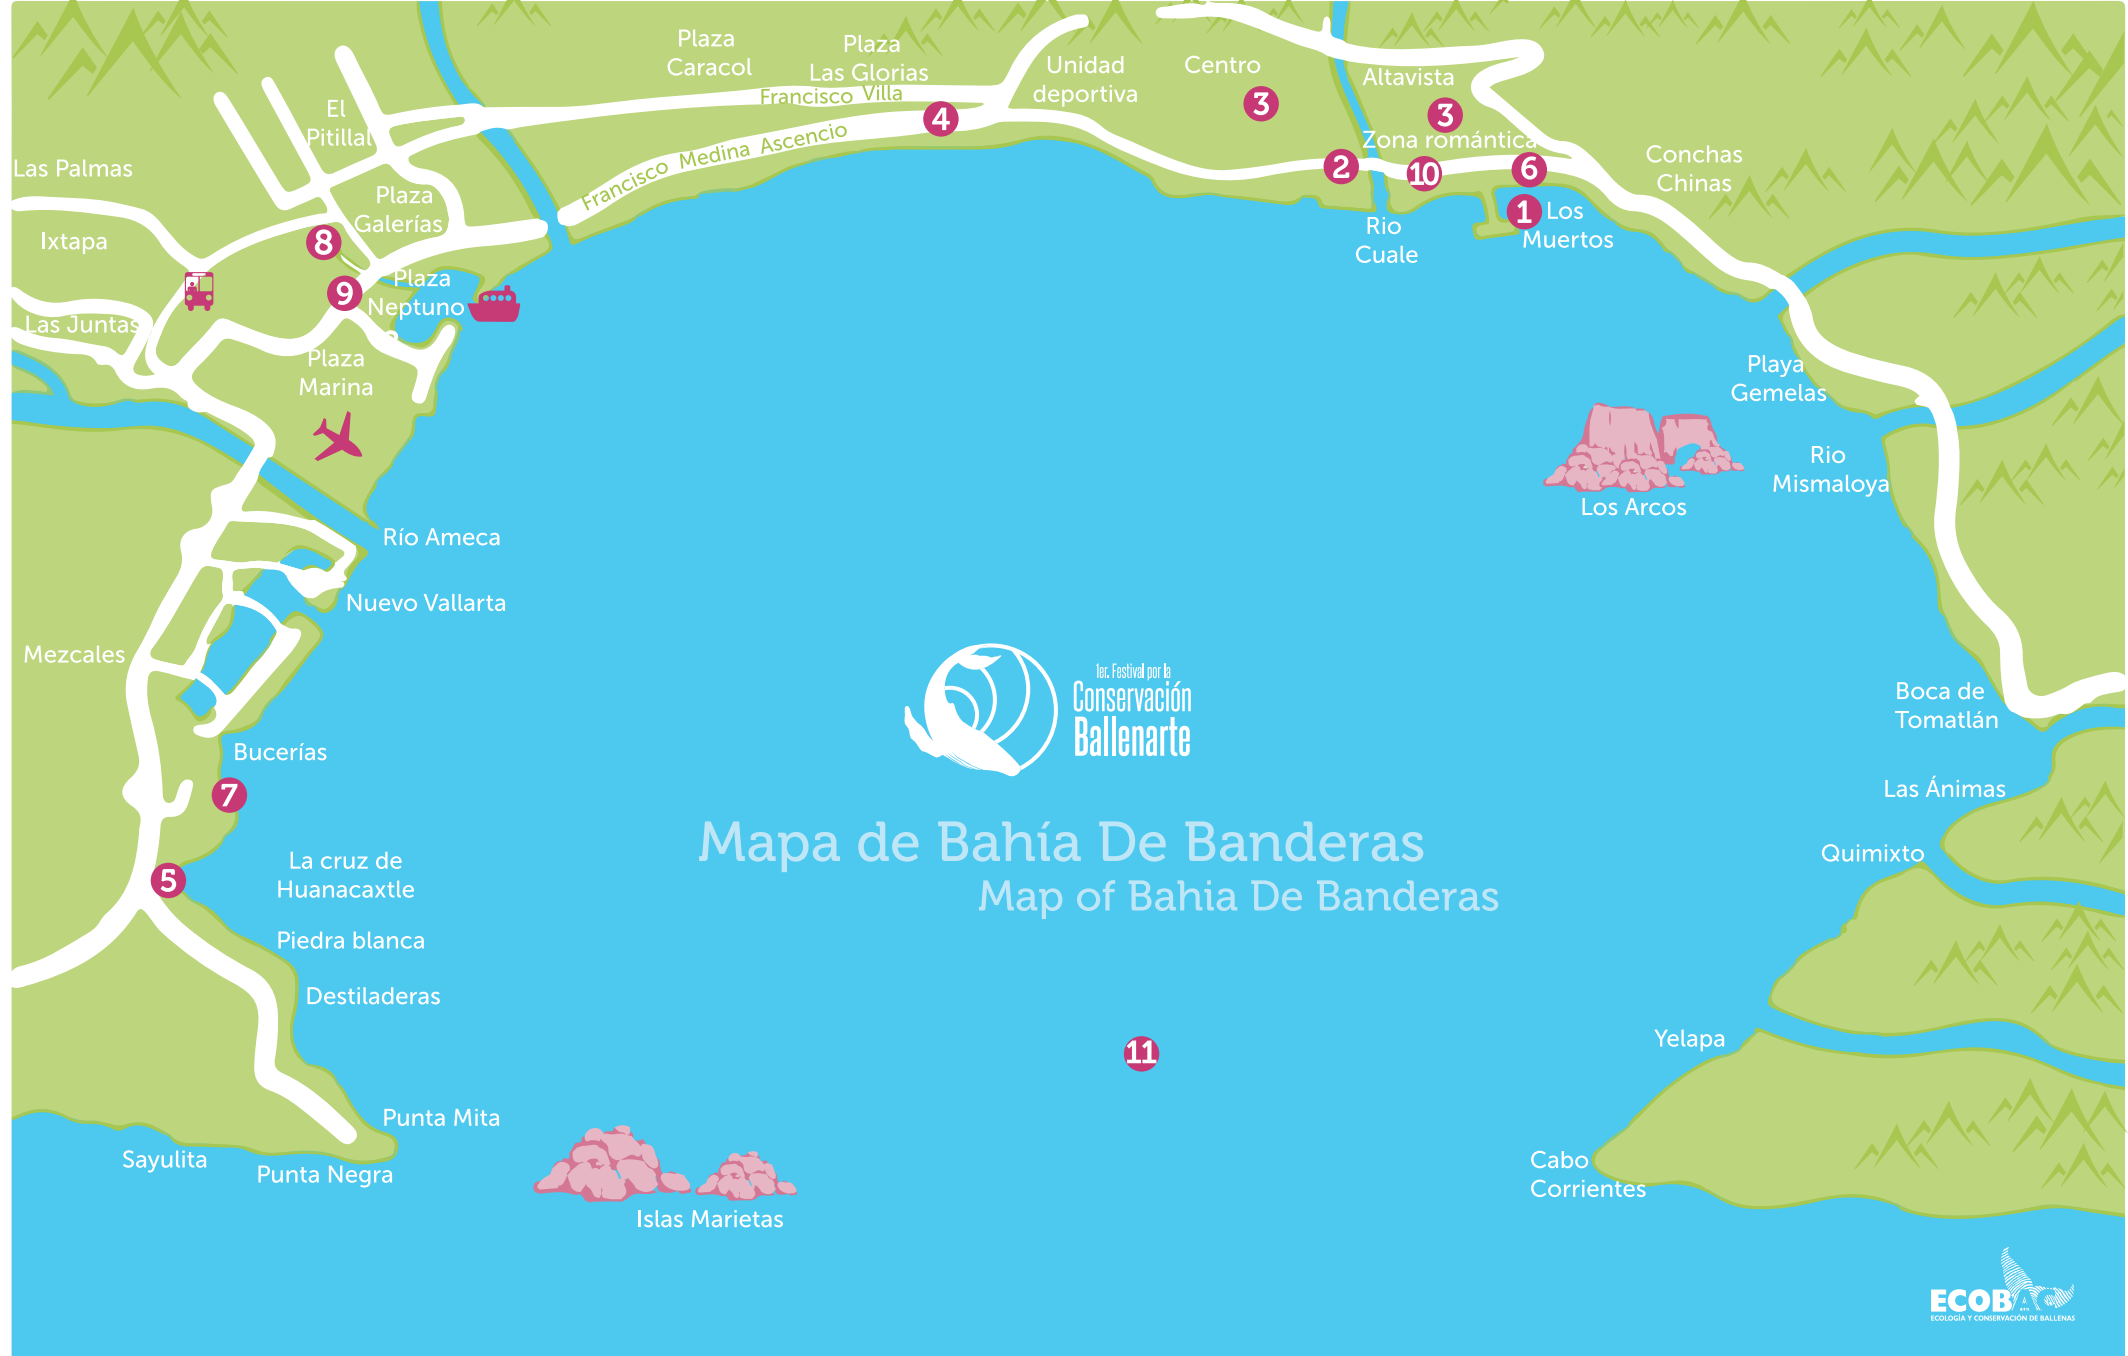 Plaza
Caracol
Plaza
Las Glorias
Francisco Villa
Francisco Medina Ascencio
4
Unidad
deportiva
Centro
3
Altavista
3
Zona romántica
2
10
6
1
Los
Muertos
Rio
Cuale
Conchas
Chinas
El
Pitillal
Las Palmas
Plaza
Galerías
Ixtapa
8
9
Plaza
Neptuno
Las Juntas
Plaza
Marina
Playa
Gemelas
Rio
Mismaloya
Los Arcos
Río Ameca
Nuevo Vallarta
Mezcales
Bucerías
7
1er. Festival por la
Conservación
Ballenarte
Mapa de Bahía De Banderas
Map of Bahia De Banderas
Boca de
Tomatlán
Las Ánimas
Quimixto
5
La cruz de
Huanacaxtle
Piedra blanca
Destiladeras
11
Yelapa
Punta Mita
Sayulita
Punta Negra
Islas Marietas
Cabo
Corrientes
ECOBAC
ECOLOGÍA Y CONSERVACIÓN DE BALLENAS